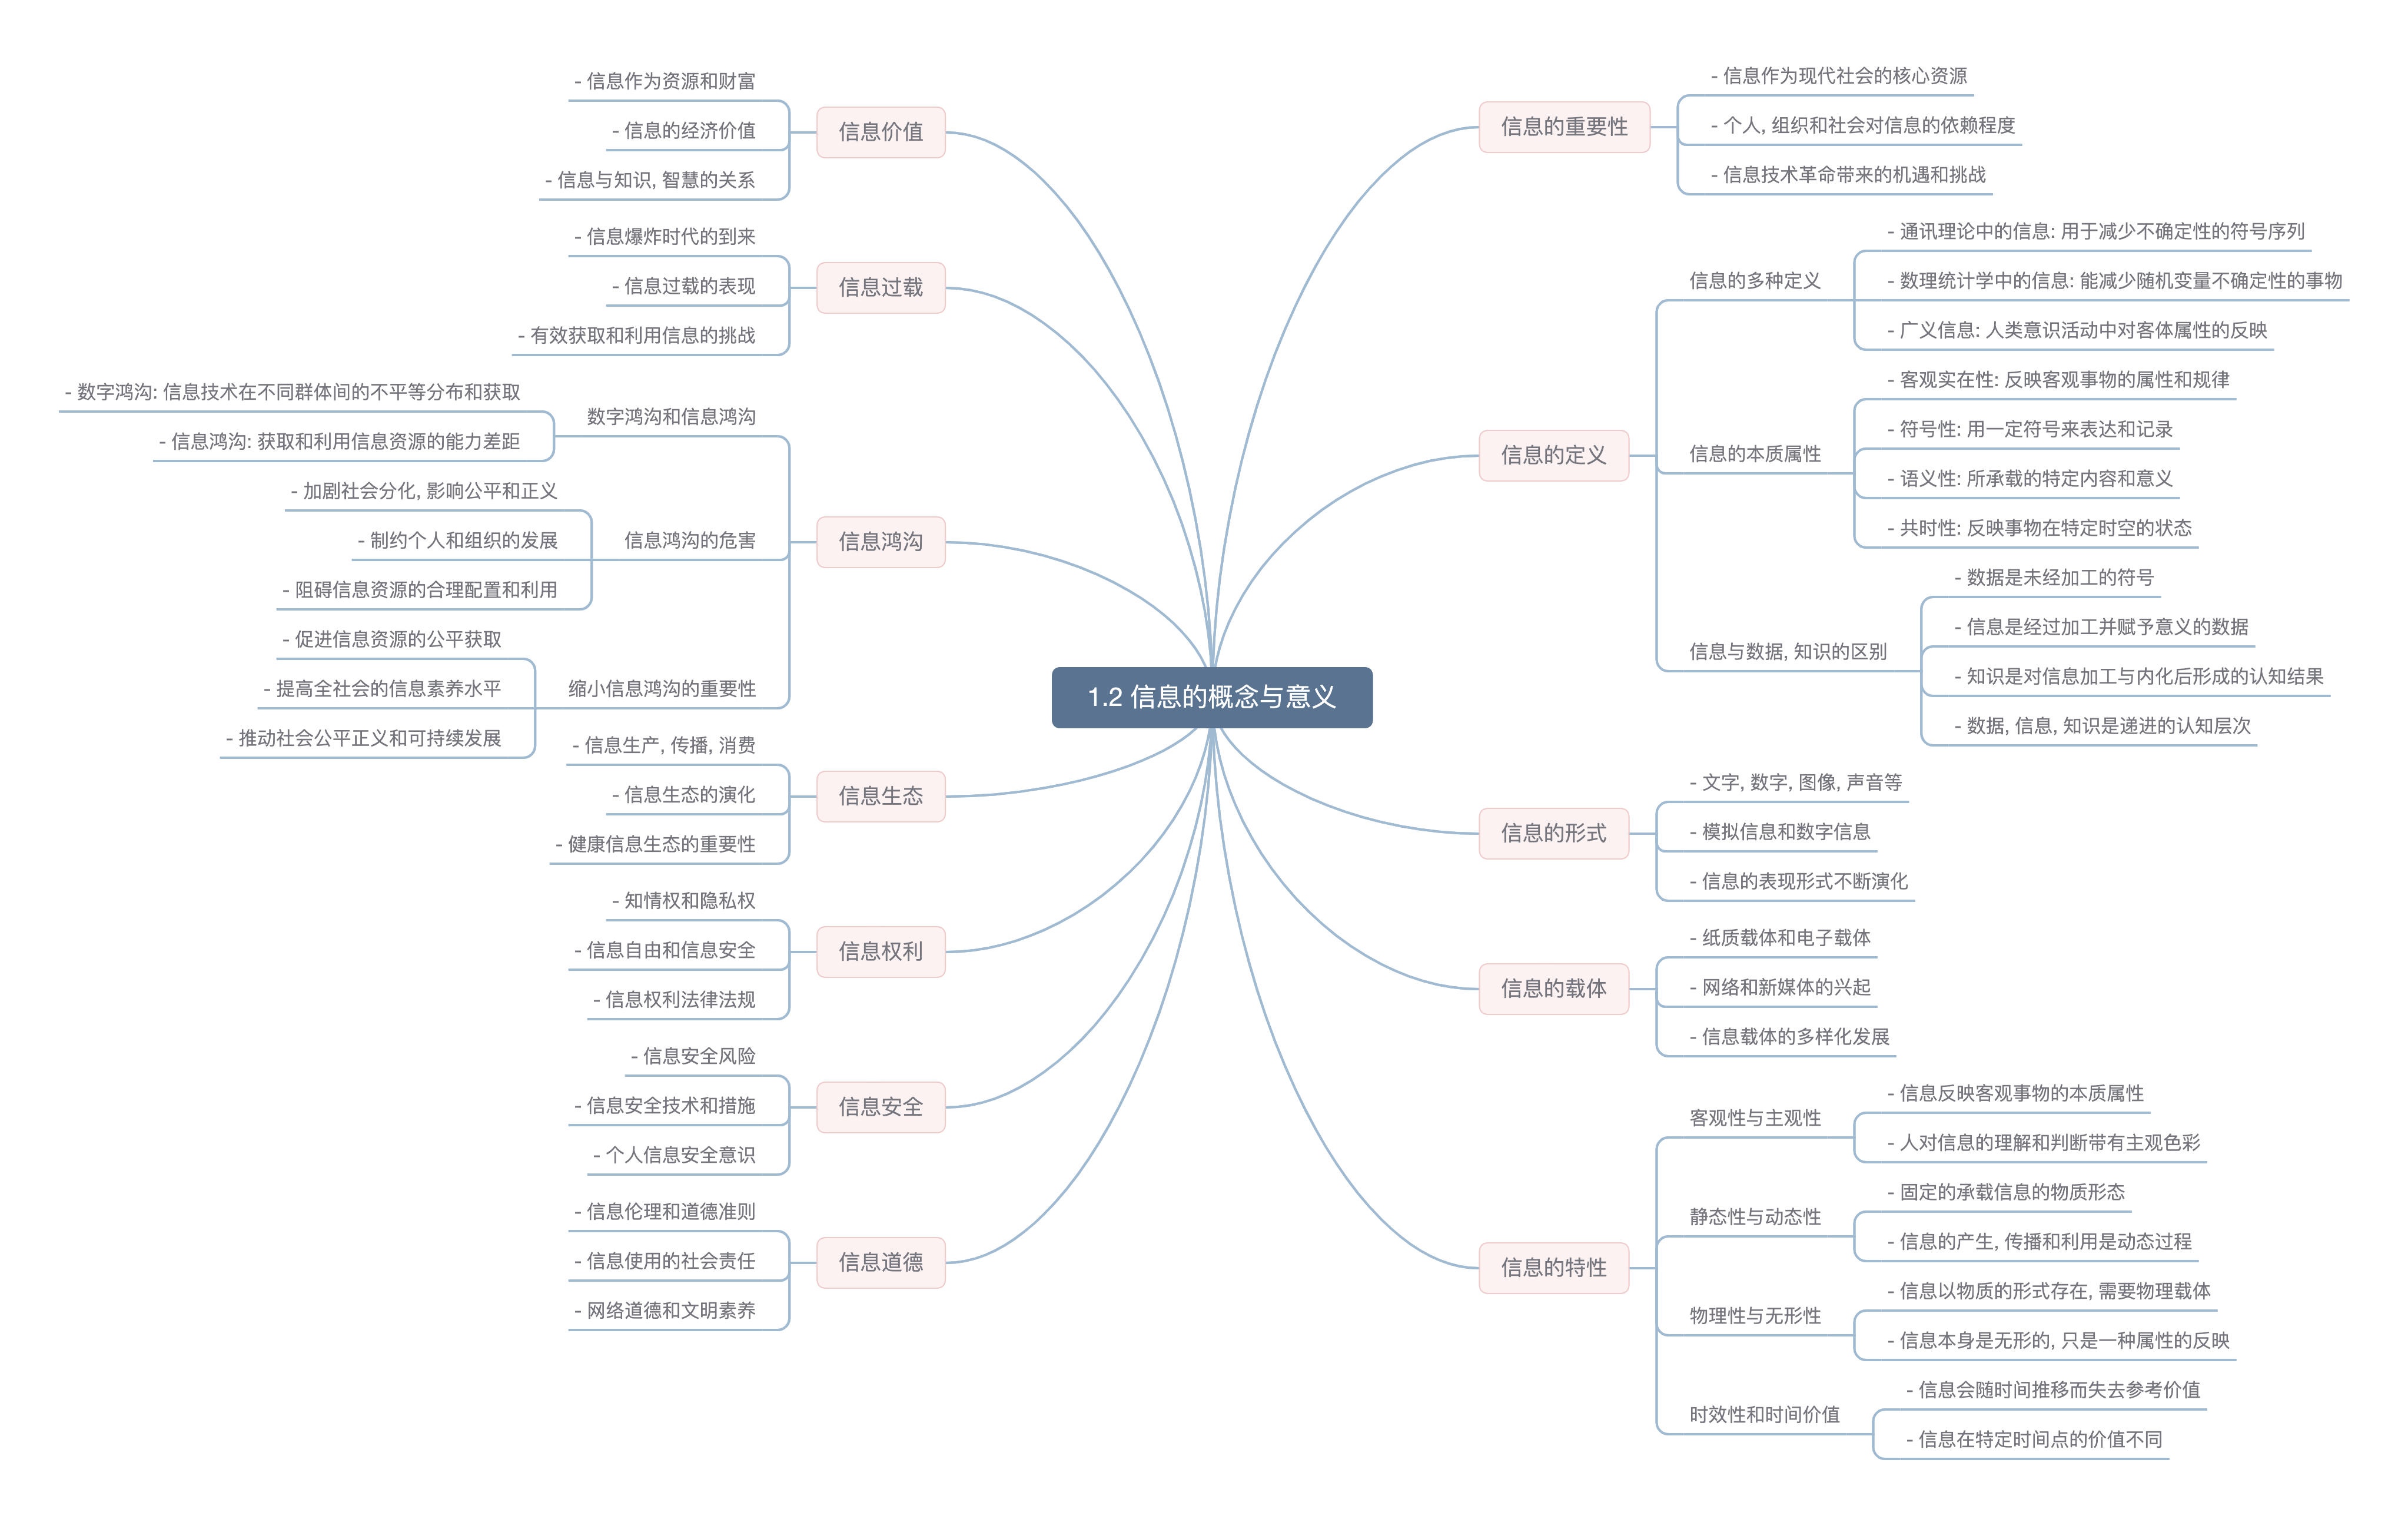 1.2 信息的概念与意义
信息的重要性
- 信息作为现代社会的核心资源
- 个人, 组织和社会对信息的依赖程度
- 信息技术革命带来的机遇和挑战
信息的定义
信息的多种定义
- 通讯理论中的信息: 用于减少不确定性的符号序列
- 数理统计学中的信息: 能减少随机变量不确定性的事物
- 广义信息: 人类意识活动中对客体属性的反映
信息的本质属性
- 客观实在性: 反映客观事物的属性和规律
- 符号性: 用一定符号来表达和记录
- 语义性: 所承载的特定内容和意义
- 共时性: 反映事物在特定时空的状态
信息与数据, 知识的区别
- 数据是未经加工的符号
- 信息是经过加工并赋予意义的数据
- 知识是对信息加工与内化后形成的认知结果
- 数据, 信息, 知识是递进的认知层次
信息的形式
- 文字, 数字, 图像, 声音等
- 模拟信息和数字信息
- 信息的表现形式不断演化
信息的载体
- 纸质载体和电子载体
- 网络和新媒体的兴起
- 信息载体的多样化发展
信息的特性
客观性与主观性
- 信息反映客观事物的本质属性
- 人对信息的理解和判断带有主观色彩
静态性与动态性
- 固定的承载信息的物质形态
- 信息的产生, 传播和利用是动态过程
物理性与无形性
- 信息以物质的形式存在, 需要物理载体
- 信息本身是无形的, 只是一种属性的反映
时效性和时间价值
- 信息会随时间推移而失去参考价值
- 信息在特定时间点的价值不同
信息价值
- 信息作为资源和财富
- 信息的经济价值
- 信息与知识, 智慧的关系
信息过载
- 信息爆炸时代的到来
- 信息过载的表现
- 有效获取和利用信息的挑战
信息鸿沟
数字鸿沟和信息鸿沟
- 数字鸿沟: 信息技术在不同群体间的不平等分布和获取
- 信息鸿沟: 获取和利用信息资源的能力差距
信息鸿沟的危害
- 加剧社会分化, 影响公平和正义
- 制约个人和组织的发展
- 阻碍信息资源的合理配置和利用
缩小信息鸿沟的重要性
- 促进信息资源的公平获取
- 提高全社会的信息素养水平
- 推动社会公平正义和可持续发展
信息生态
- 信息生产, 传播, 消费
- 信息生态的演化
- 健康信息生态的重要性
信息权利
- 知情权和隐私权
- 信息自由和信息安全
- 信息权利法律法规
信息安全
- 信息安全风险
- 信息安全技术和措施
- 个人信息安全意识
信息道德
- 信息伦理和道德准则
- 信息使用的社会责任
- 网络道德和文明素养